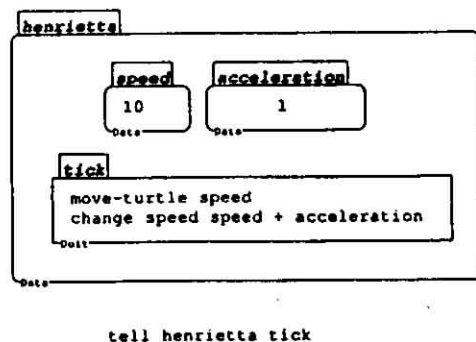 henrietta
speed acceleration
10 1
Data Data
tick
move-turtle speed
change speed speed + acceleration
Doit
Data
tell henrietta tick